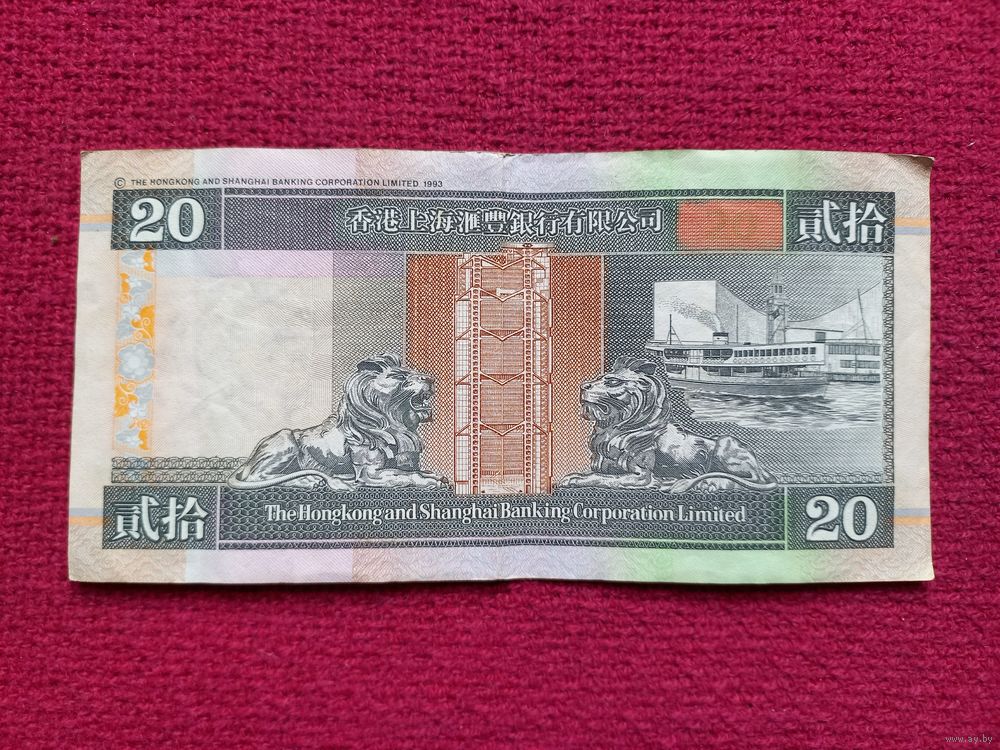 © THE HONGKONG AND SHANGHAI BANKING CORPORATION LIMITED 1993
20 香港上海滙豐銀行有限公司 貳拾
貳拾 The Hongkong and Shanghai Banking Corporation Limited 20
www.ay.by